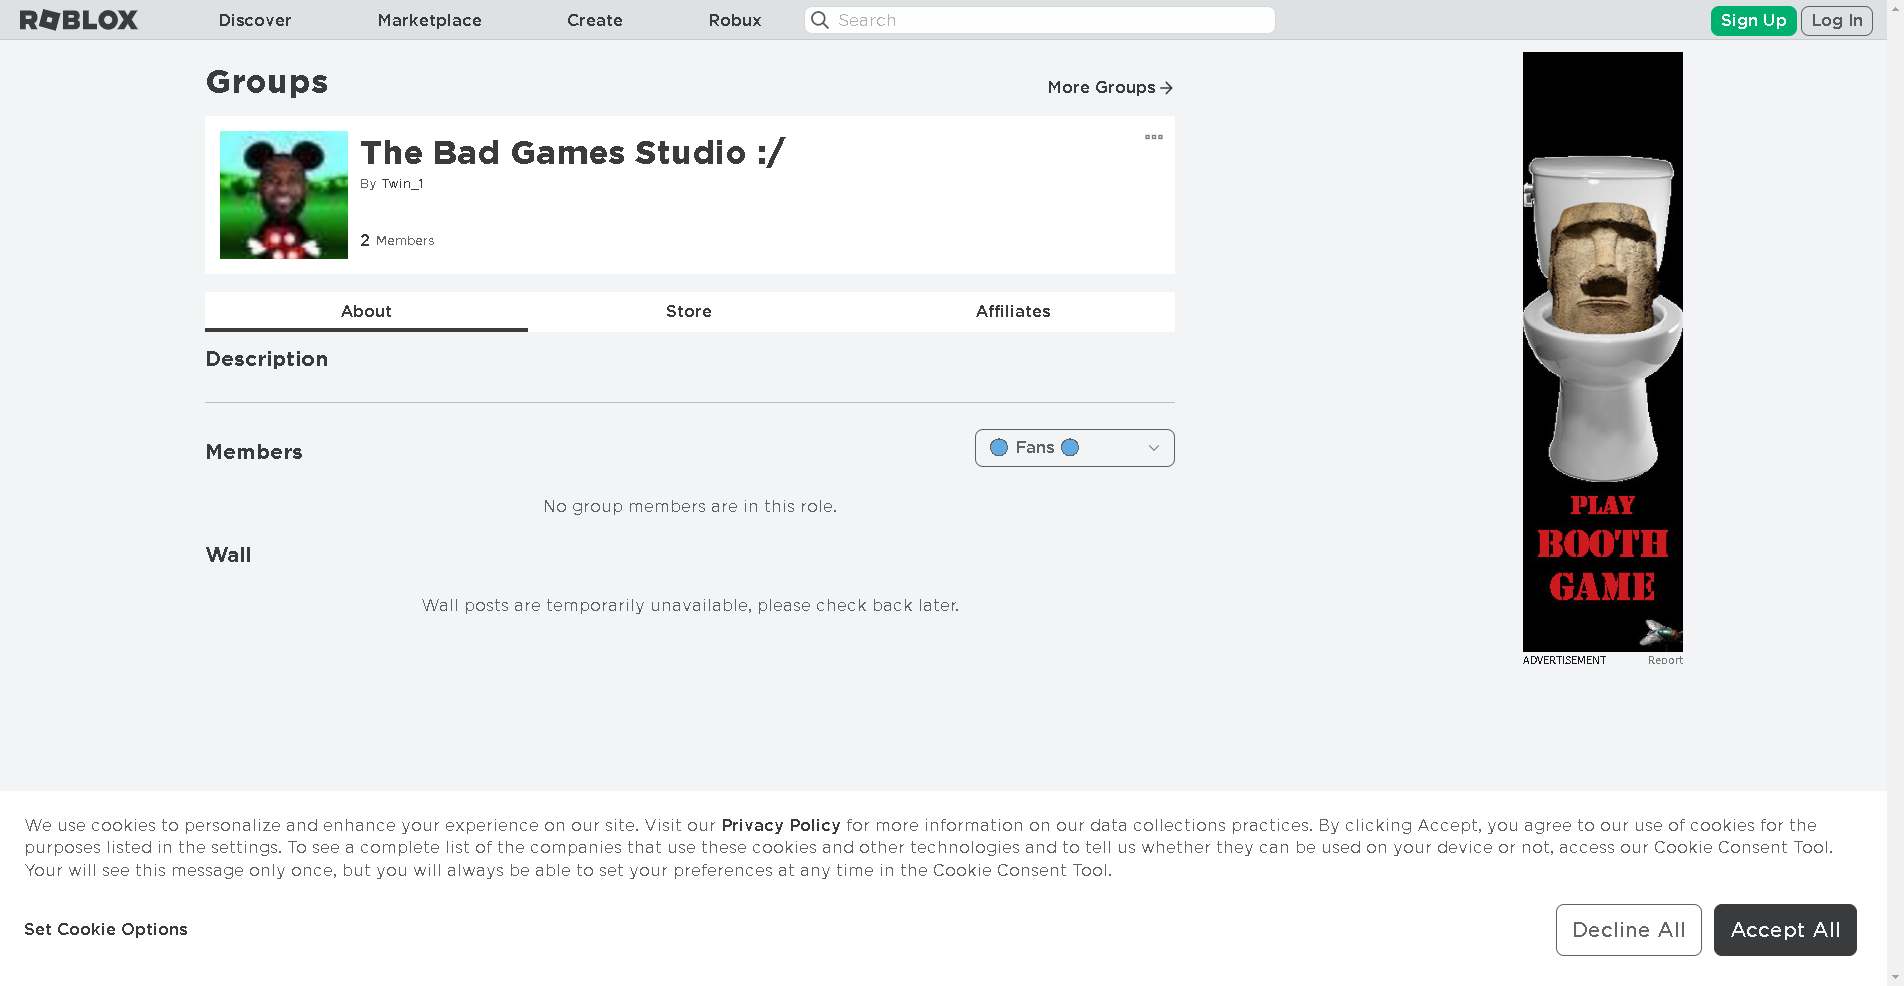 ROBLOX
Discover
Marketplace
Create
Robux
Search
Sign Up
Log In
Groups
More Groups
The Bad Games Studio :/
By Twin_1
2 Members
About
Store
Affiliates
Description
Members
Fans
No group members are in this role.
Wall
Wall posts are temporarily unavailable, please check back later.
PLAY
BOOTH
GAME
ADVERTISEMENT
Report
We use cookies to personalize and enhance your experience on our site. Visit our Privacy Policy for more information on our data collections practices. By clicking Accept, you agree to our use of cookies for the
purposes listed in the settings. To see a complete list of the companies that use these cookies and other technologies and to tell us whether they can be used on your device or not, access our Cookie Consent Tool.
Your will see this message only once, but you will always be able to set your preferences at any time in the Cookie Consent Tool.
Set Cookie Options
Decline All
Accept All